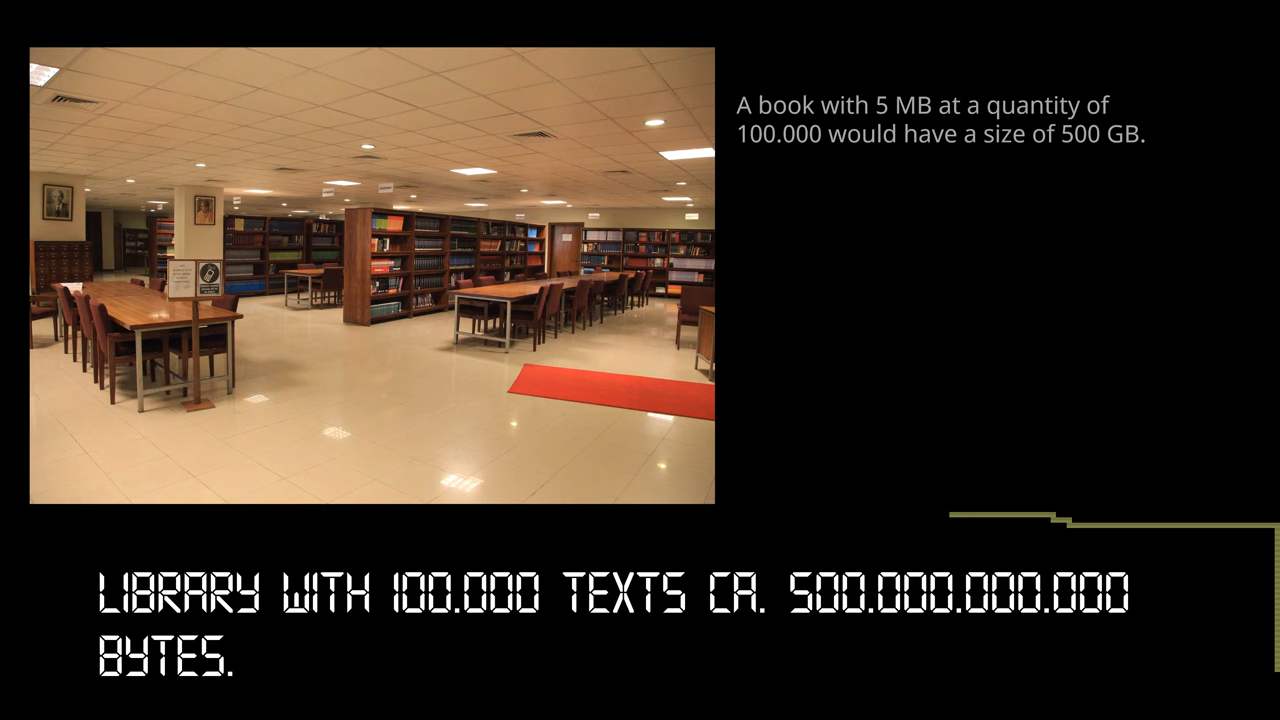 A book with 5 MB at a quantity of
100.000 would have a size of 500 GB.
LIBRARY WITH 100.000 TEXTS CA. 500.000.000.000
BYTES.